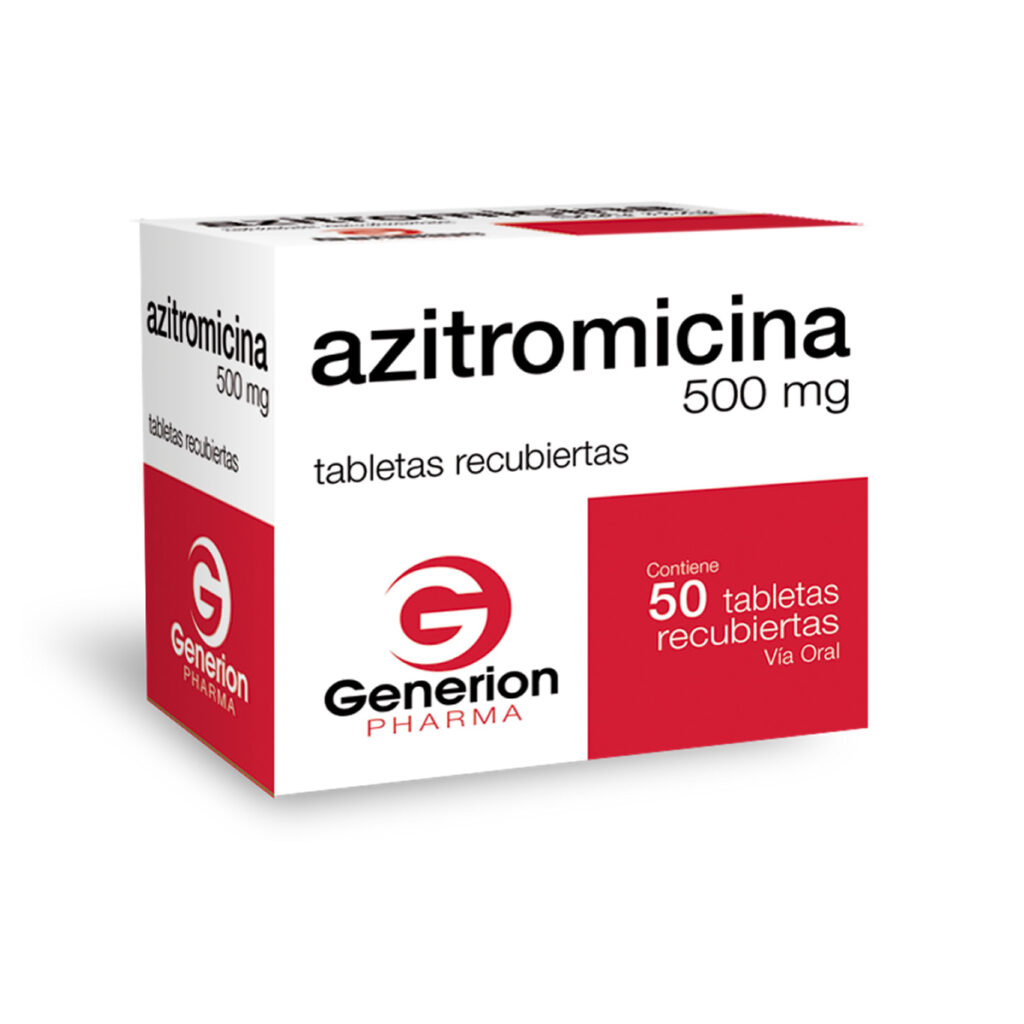 azitromicina
azitromicina
500 mg
tabletas recubiertas
G
Generion
PHARMA
azitromicina
500 mg
tabletas recubiertas
G
Generion
PHARMA
Contiene
50 tabletas
recubiertas
Vía Oral